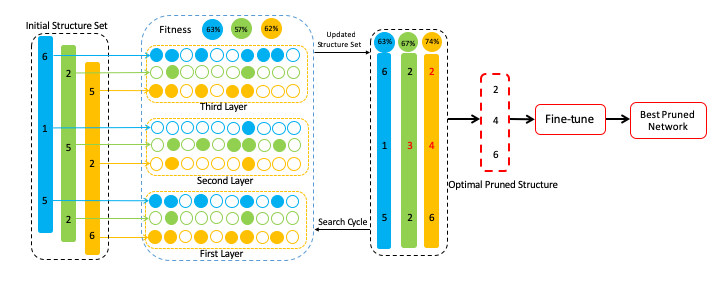 Initial Structure Set
6
2
5
1
5
2
5
2
6
Fitness
63%
57%
62%
Third Layer
Second Layer
First Layer
Updated
Structure Set
Search Cycle
63%
67%
74%
6
2
2
1
3
4
5
2
6
2
4
6
Optimal Pruned Structure
Fine-tune
Best Pruned
Network